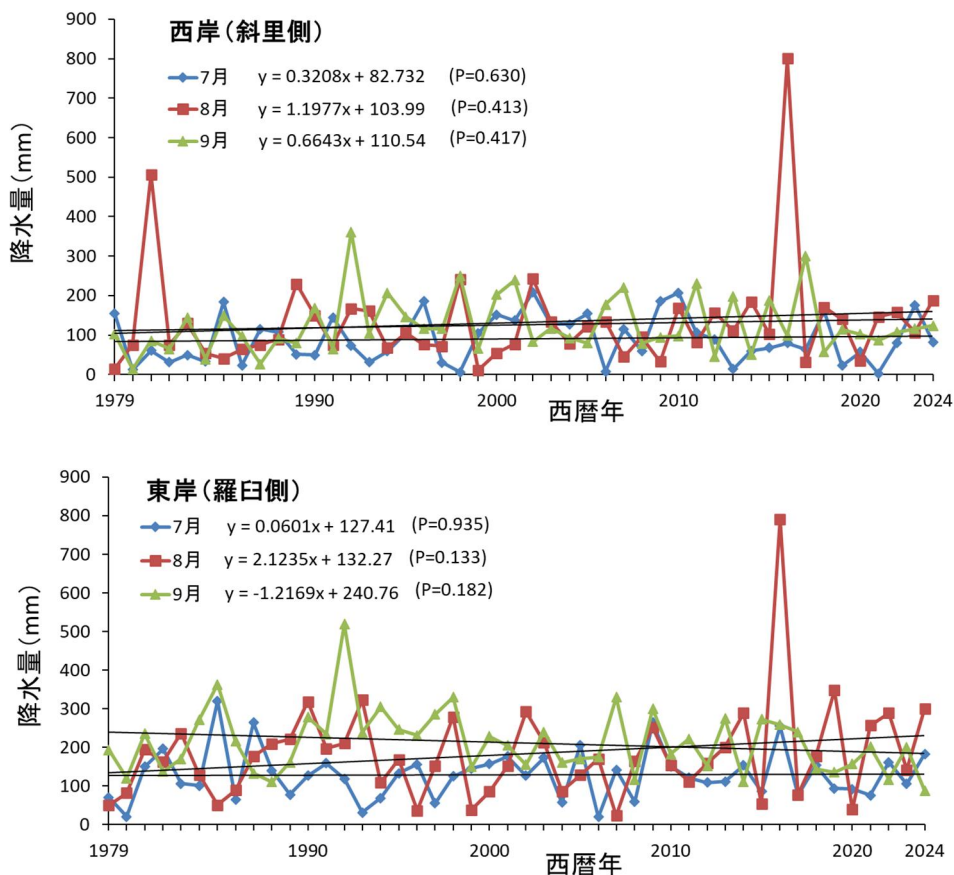 900
800
700
600
500
400
300
200
100
0
降水量(mm)
西岸(斜里側)
7月 y = 0.3208x + 82.732 (P=0.630)
8月 y = 1.1977x + 103.99 (P=0.413)
9月 y = 0.6643x + 110.54 (P=0.417)
1979 1990 2000 2010 2020 2024
西暦年
900
800
700
600
500
400
300
200
100
0
降水量(mm)
東岸(羅臼側)
7月 y = 0.0601x + 127.41 (P=0.935)
8月 y = 2.1235x + 132.27 (P=0.133)
9月 y = -1.2169x + 240.76 (P=0.182)
1979 1990 2000 2010 2020 2024
西暦年